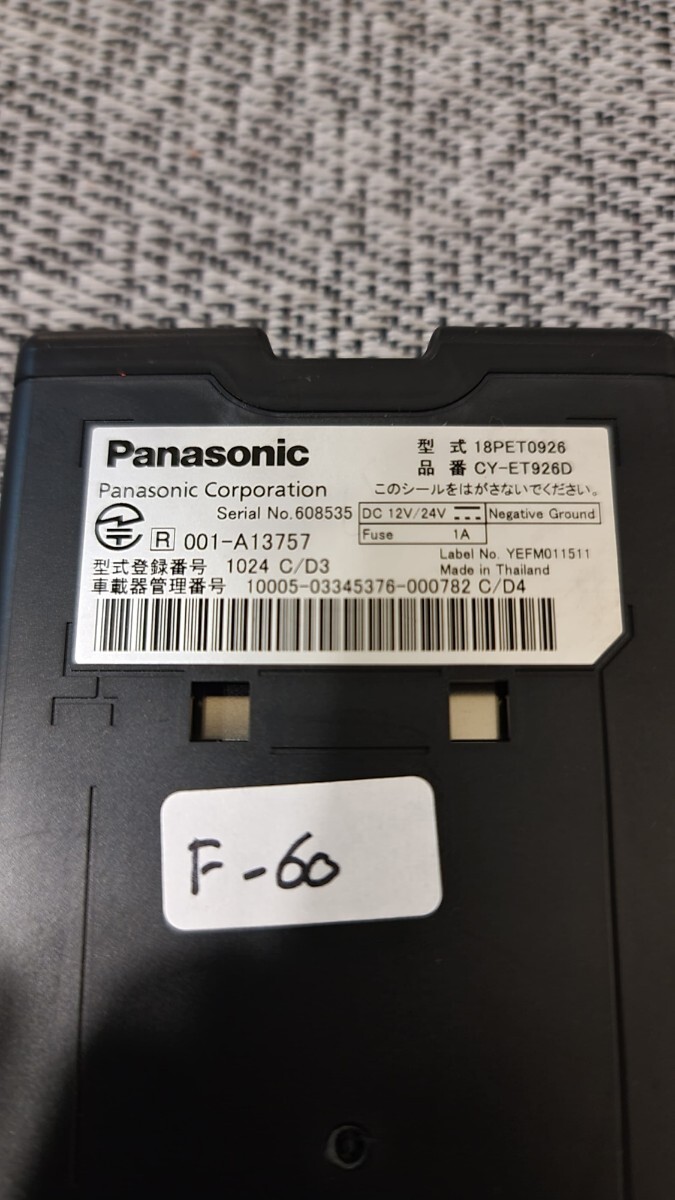 Panasonic
型 式 18PET0926
品 番 CY-ET926D
Panasonic Corporation
このシールをはがさないでください。
Serial No.608535
DC 12V/24V
Negative Ground
Fuse 1A
R 001-A13757
Label No. YEFM011511
型式登録番号 1024 C/D3
Made in Thailand
車載器管理番号 10005-03345376-000782 C/D4
F-60